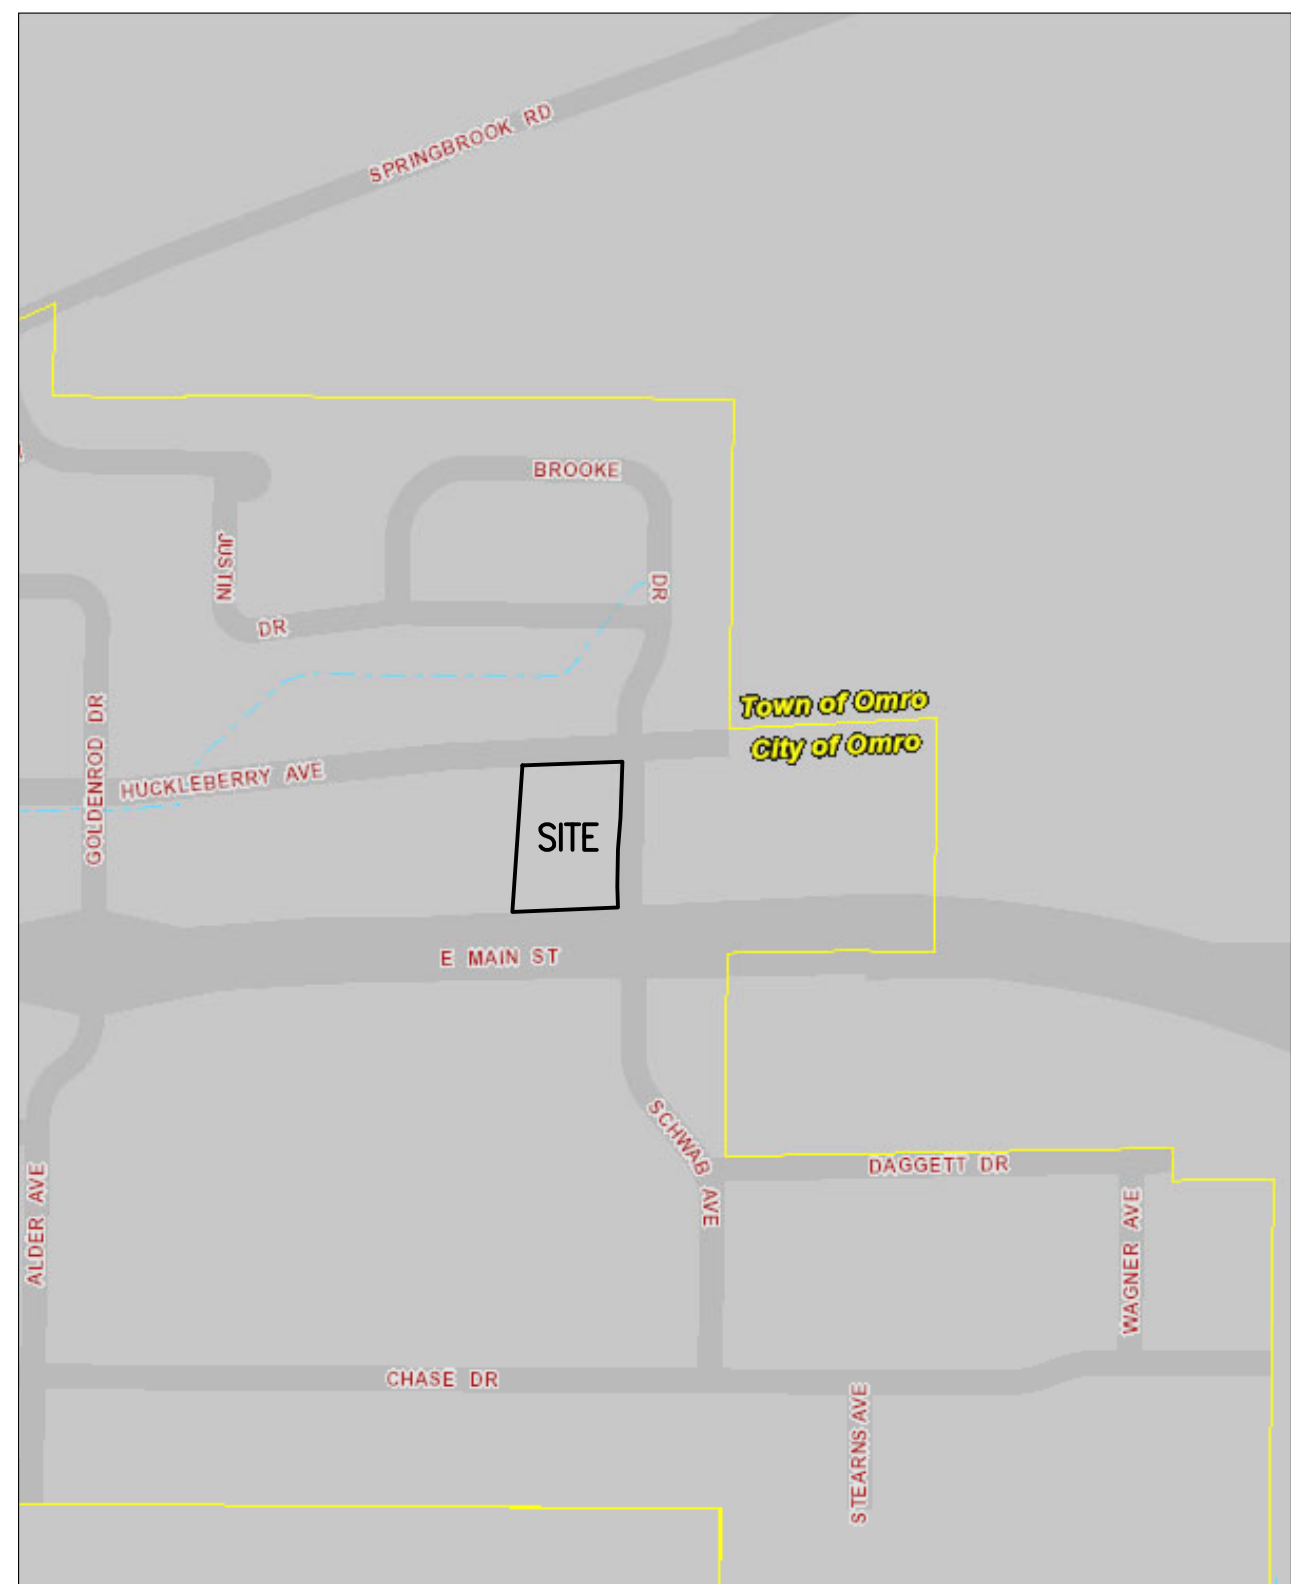 SPRINGBROOK RD
BROOKE
DR
JUSTIN
DR
GOLDENROD DR
HUCKLEBERRY AVE
Town of Omro
City of Omro
SITE
E MAIN ST
SCHWAB AVE
DAGGETT DR
ALDER AVE
WAGNER AVE
CHASE DR
STEARNS AVE